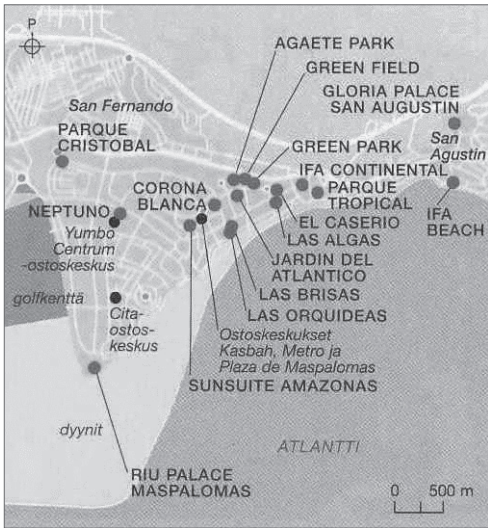 P
AGAETE PARK
GREEN FIELD
GLORIA PALACE
SAN AUGUSTIN
San Fernando
PARQUE
CRISTOBAL
GREEN PARK
San
Agustin
IFA CONTINENTAL
PARQUE
TROPICAL
CORONA
BLANCA
IFA
BEACH
NEPTUNO
EL CASERIO
Yumbo
Centrum
-ostoskeskus
LAS ALGAS
JARDIN DEL
ATLANTICO
LAS BRISAS
golfkenttä
Cita-
ostos-
keskus
LAS ORQUIDEAS
Ostoskeskukset
Kasbah, Metro ja
Plaza de Maspalomas
SUNSUITE AMAZONAS
dyynit
ATLANTTI
RIU PALACE
MASPALOMAS
0 500 m